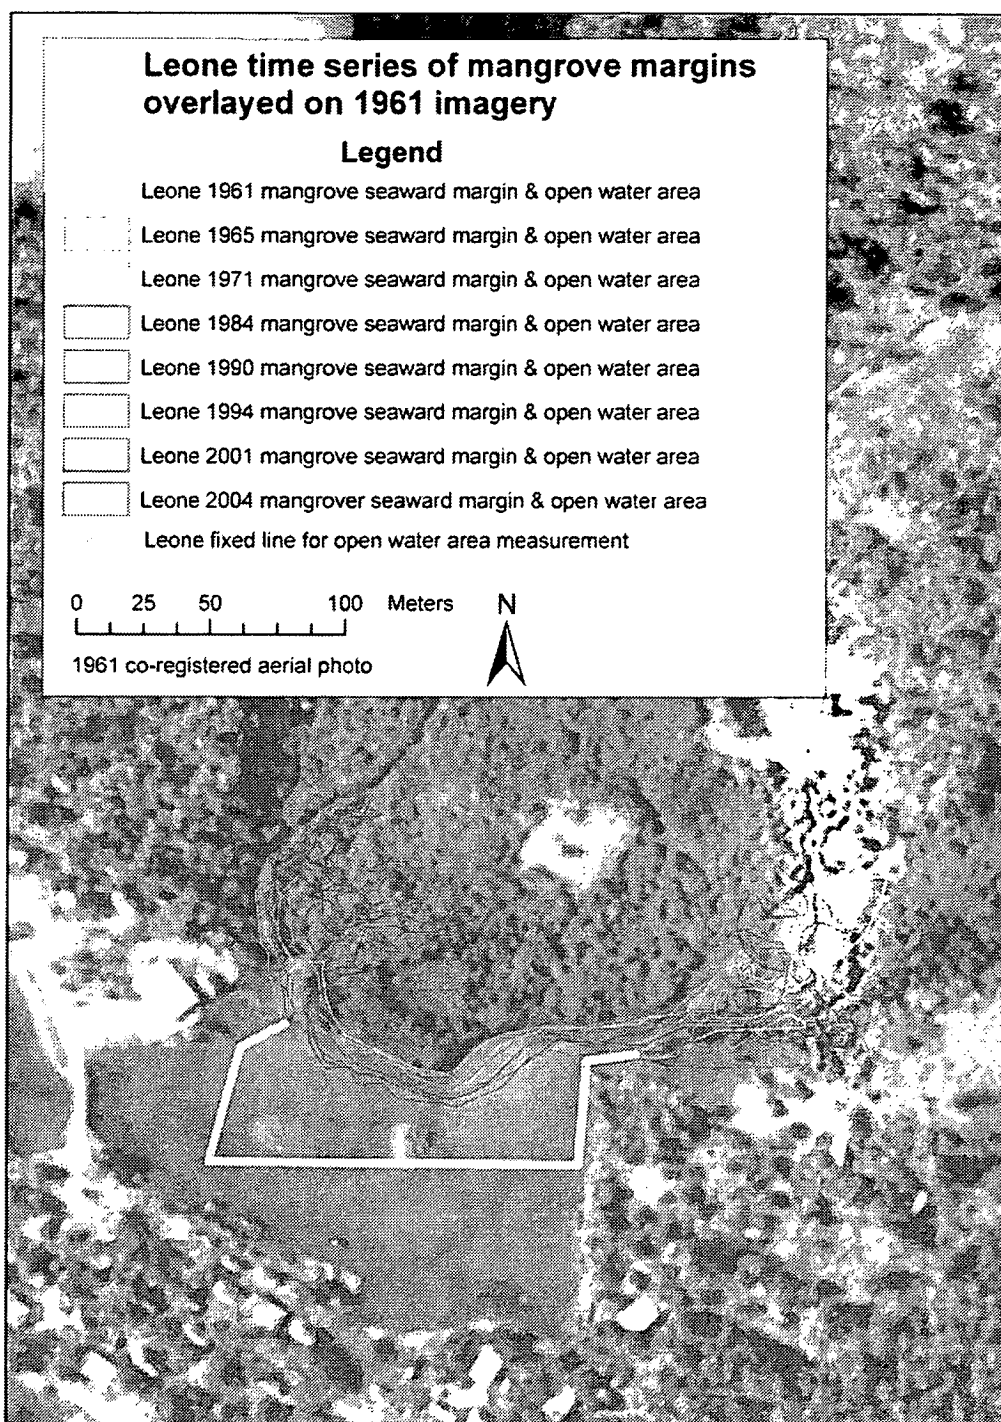 Leone time series of mangrove margins
overlayed on 1961 imagery
Legend
Leone 1961 mangrove seaward margin & open water area
Leone 1965 mangrove seaward margin & open water area
Leone 1971 mangrove seaward margin & open water area
Leone 1984 mangrove seaward margin & open water area
Leone 1990 mangrove seaward margin & open water area
Leone 1994 mangrove seaward margin & open water area
Leone 2001 mangrove seaward margin & open water area
Leone 2004 mangrover seaward margin & open water area
Leone fixed line for open water area measurement
0 25 50 100 Meters N
1961 co-registered aerial photo